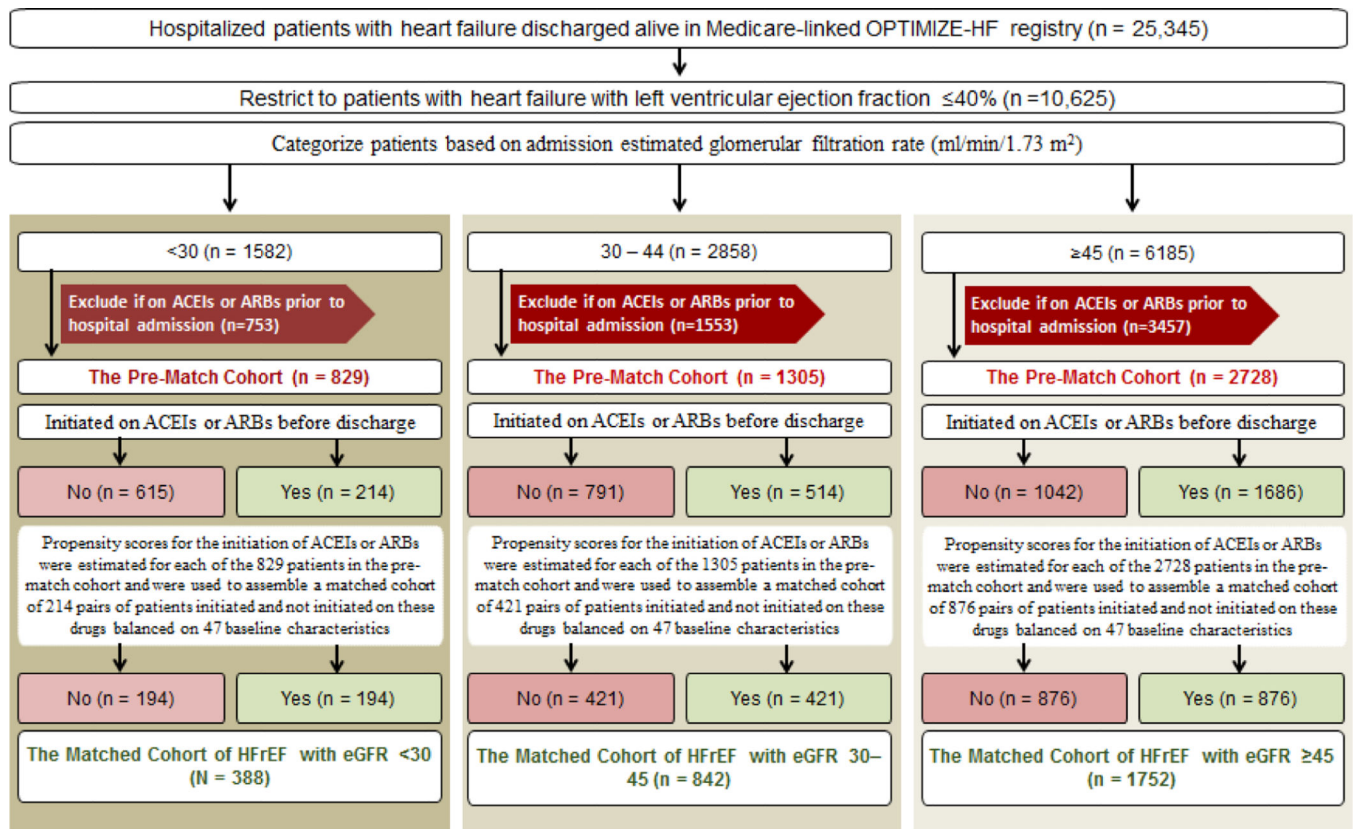 Hospitalized patients with heart failure discharged alive in Medicare-linked OPTIMIZE-HF registry (n = 25,345)
Restrict to patients with heart failure with left ventricular ejection fraction ≤40% (n =10,625)
Categorize patients based on admission estimated glomerular filtration rate (ml/min/1.73 m²)
<30 (n = 1582)
Exclude if on ACEIs or ARBs prior to
hospital admission (n=753)
The Pre-Match Cohort (n = 829)
Initiated on ACEIs or ARBs before discharge
No (n = 615)
Yes (n = 214)
Propensity scores for the initiation of ACEIs or ARBs
were estimated for each of the 829 patients in the pre-
match cohort and were used to assemble a matched cohort
of 214 pairs of patients initiated and not initiated on these
drugs balanced on 47 baseline characteristics
No (n = 194)
Yes (n = 194)
The Matched Cohort of HFrEF with eGFR <30
(N = 388)
30 – 44 (n = 2858)
Exclude if on ACEIs or ARBs prior to
hospital admission (n=1553)
The Pre-Match Cohort (n = 1305)
Initiated on ACEIs or ARBs before discharge
No (n = 791)
Yes (n = 514)
Propensity scores for the initiation of ACEIs or ARBs
were estimated for each of the 1305 patients in the pre-
match cohort and were used to assemble a matched cohort
of 421 pairs of patients initiated and not initiated on these
drugs balanced on 47 baseline characteristics
No (n = 421)
Yes (n = 421)
The Matched Cohort of HFrEF with eGFR 30–
45 (n = 842)
≥45 (n = 6185)
Exclude if on ACEIs or ARBs prior to
hospital admission (n=3457)
The Pre-Match Cohort (n = 2728)
Initiated on ACEIs or ARBs before discharge
No (n = 1042)
Yes (n = 1686)
Propensity scores for the initiation of ACEIs or ARBs
were estimated for each of the 2728 patients in the pre-
match cohort and were used to assemble a matched cohort
of 876 pairs of patients initiated and not initiated on these
drugs balanced on 47 baseline characteristics
No (n = 876)
Yes (n = 876)
The Matched Cohort of HFrEF with eGFR ≥45
(n = 1752)